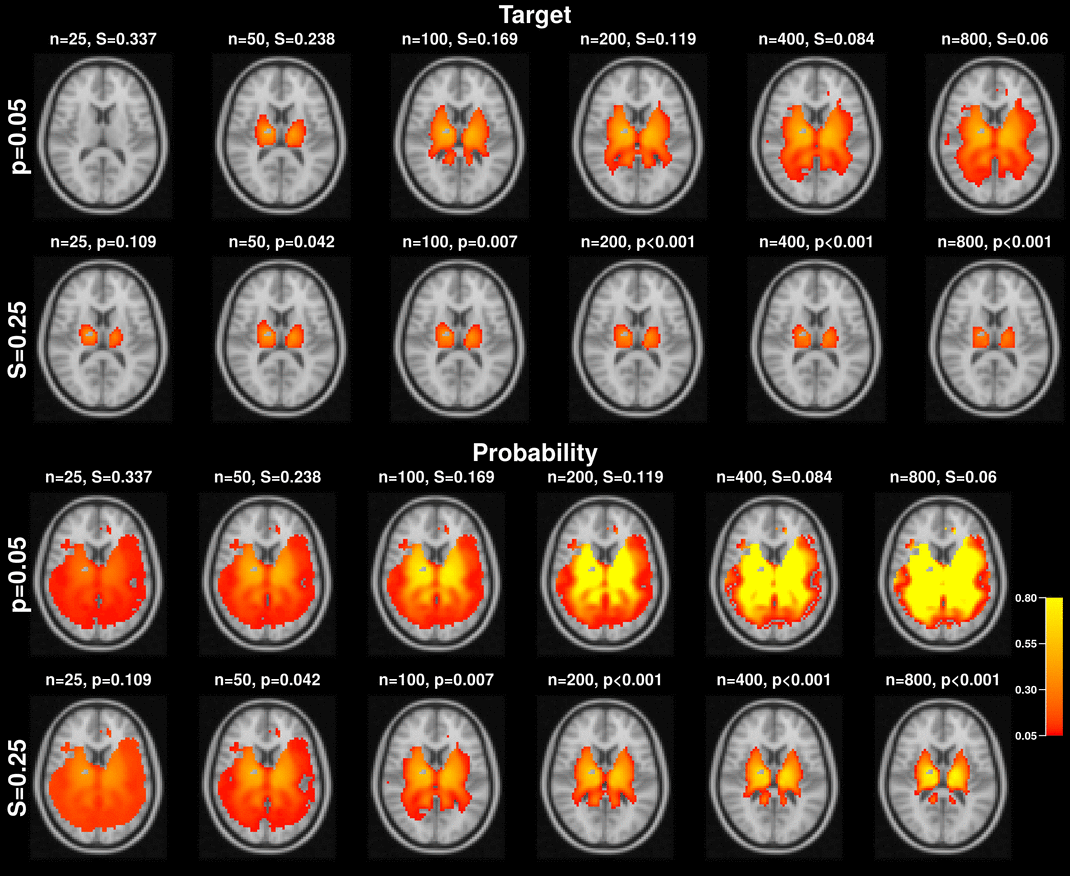 Target
n=25, S=0.337 n=50, S=0.238 n=100, S=0.169 n=200, S=0.119 n=400, S=0.084 n=800, S=0.06
p=0.05
n=25, p=0.109 n=50, p=0.042 n=100, p=0.007 n=200, p<0.001 n=400, p<0.001 n=800, p<0.001
S=0.25
Probability
n=25, S=0.337 n=50, S=0.238 n=100, S=0.169 n=200, S=0.119 n=400, S=0.084 n=800, S=0.06
p=0.05
0.80
0.55
0.30
0.05
n=25, p=0.109 n=50, p=0.042 n=100, p=0.007 n=200, p<0.001 n=400, p<0.001 n=800, p<0.001
S=0.25